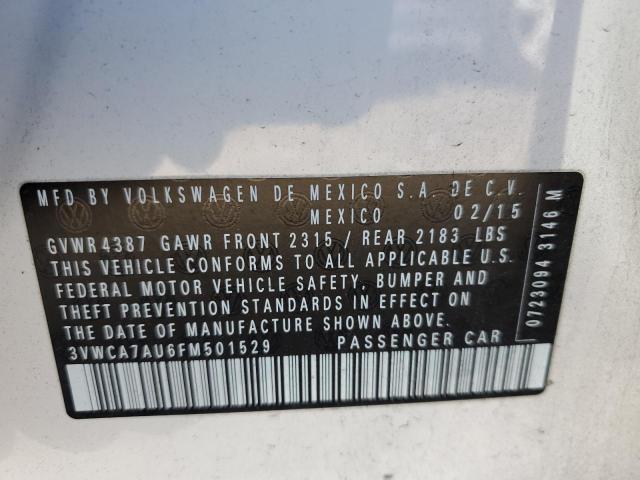 MFD BY VOLKSWAGEN DE MEXICO S.A. DE C.V.
MEXICO 02/15
GVWR 4387 GAWR FRONT 2315 / REAR 2183 LBS
THIS VEHICLE CONFORMS TO ALL APPLICABLE U.S.
FEDERAL MOTOR VEHICLE SAFETY, BUMPER AND
THEFT PREVENTION STANDARDS IN EFFECT ON
THE DATE OF MANUFACTURE SHOWN ABOVE.
3VWCA7AU6FM501529 PASSENGER CAR
0723094 3146 M